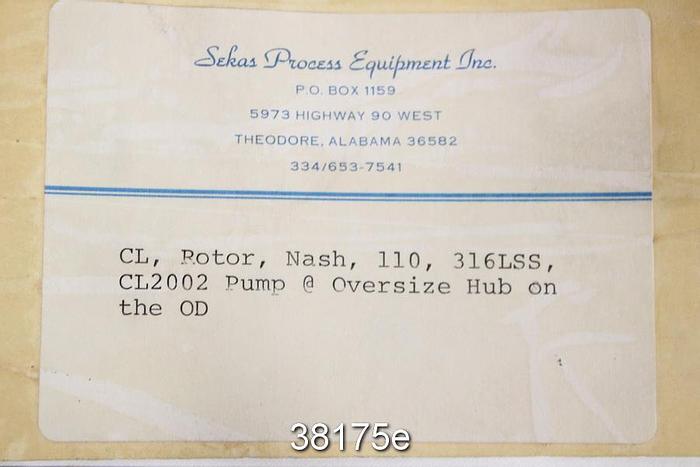 Sekas Process Equipment Inc.
P.O. BOX 1159
5973 HIGHWAY 90 WEST
THEODORE, ALABAMA 36582
334/653-7541
CL, Rotor, Nash, 110, 316LSS,
CL2002 Pump @ Oversize Hub on
the OD
38175e